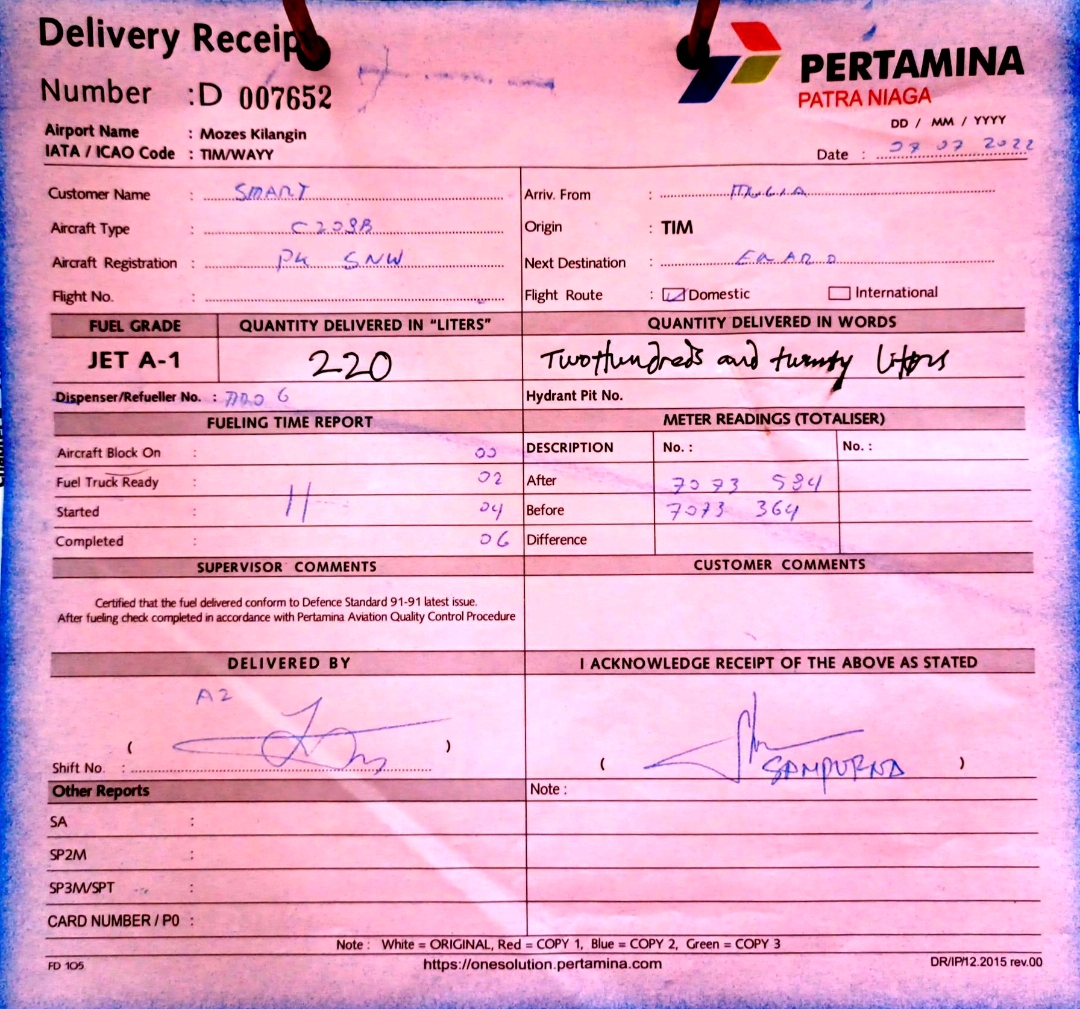 Delivery Receip
PERTAMINA
PATRA NIAGA
Number : D 007652
DD / MM / YYYY
Airport Name : Mozes Kilangin
IATA / ICAO Code : TIM/WAYY
Date : 07 2022
Customer Name : SMART
Arriv. From :
Aircraft Type : C208B
Origin : TIM
Aircraft Registration : PK SNW
Next Destination : ENARO
Flight No. :
Flight Route : Domestic International
FUEL GRADE QUANTITY DELIVERED IN "LITERS" QUANTITY DELIVERED IN WORDS
JET A-1 220 Two Hundreds and twenty liters
Dispenser/Refueller No. : 6
Hydrant Pit No.
FUELING TIME REPORT METER READINGS (TOTALISER)
Aircraft Block On : 00
DESCRIPTION No. : No. :
Fuel Truck Ready : 02
After 7073 584
Started : 11 04
Before 7073 364
Completed : 06
Difference
SUPERVISOR COMMENTS CUSTOMER COMMENTS
Certified that the fuel delivered conform to Defence Standard 91-91 latest issue.
After fueling check completed in accordance with Pertamina Aviation Quality Control Procedure
DELIVERED BY I ACKNOWLEDGE RECEIPT OF THE ABOVE AS STATED
A2
( ) ( SAMPURNA )
Shift No. :
Other Reports Note :
SA :
SP2M :
SP3M/SPT :
CARD NUMBER / P0 :
Note : White = ORIGINAL, Red = COPY 1, Blue = COPY 2, Green = COPY 3
FD 105 https://onesolution.pertamina.com DR/IP/12.2015 rev.00